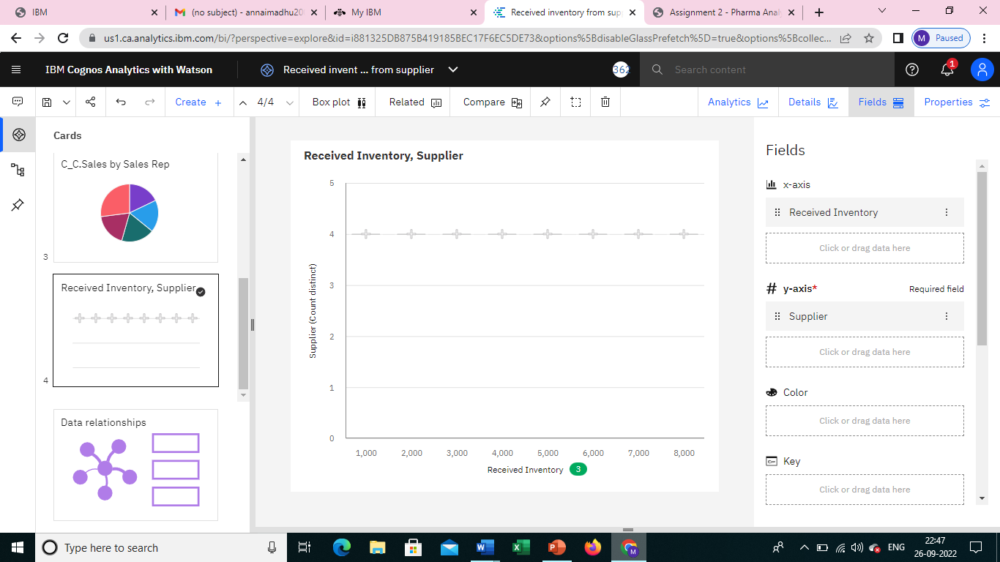 IBM
(no subject) - annaimadhu20
My IBM
Received inventory from sup
Assignment 2 - Pharma Anal
us1.ca.analytics.ibm.com/bi/?perspective=explore&id=i881325DB875B419185BEC17F6EC5DE73&options%5BdisableGlassPrefetch%5D=true&options%5Bcollec...
M Paused
IBM Cognos Analytics with Watson
Received invent ... from supplier
362
Search content
1
Create +
4/4
Box plot
Related
Compare
Analytics
Details
Fields
Properties
Cards
C_C.Sales by Sales Rep
3
Received Inventory, Supplier
4
Data relationships
Received Inventory, Supplier
5
4
3
2
1
0
Supplier (Count distinct)
1,000 2,000 3,000 4,000 5,000 6,000 7,000 8,000
Received Inventory 3
Fields
x-axis
Received Inventory
Click or drag data here
# y-axis* Required field
Supplier
Click or drag data here
Color
Click or drag data here
Key
Click or drag data here
Type here to search
M
ENG
22:47
26-09-2022